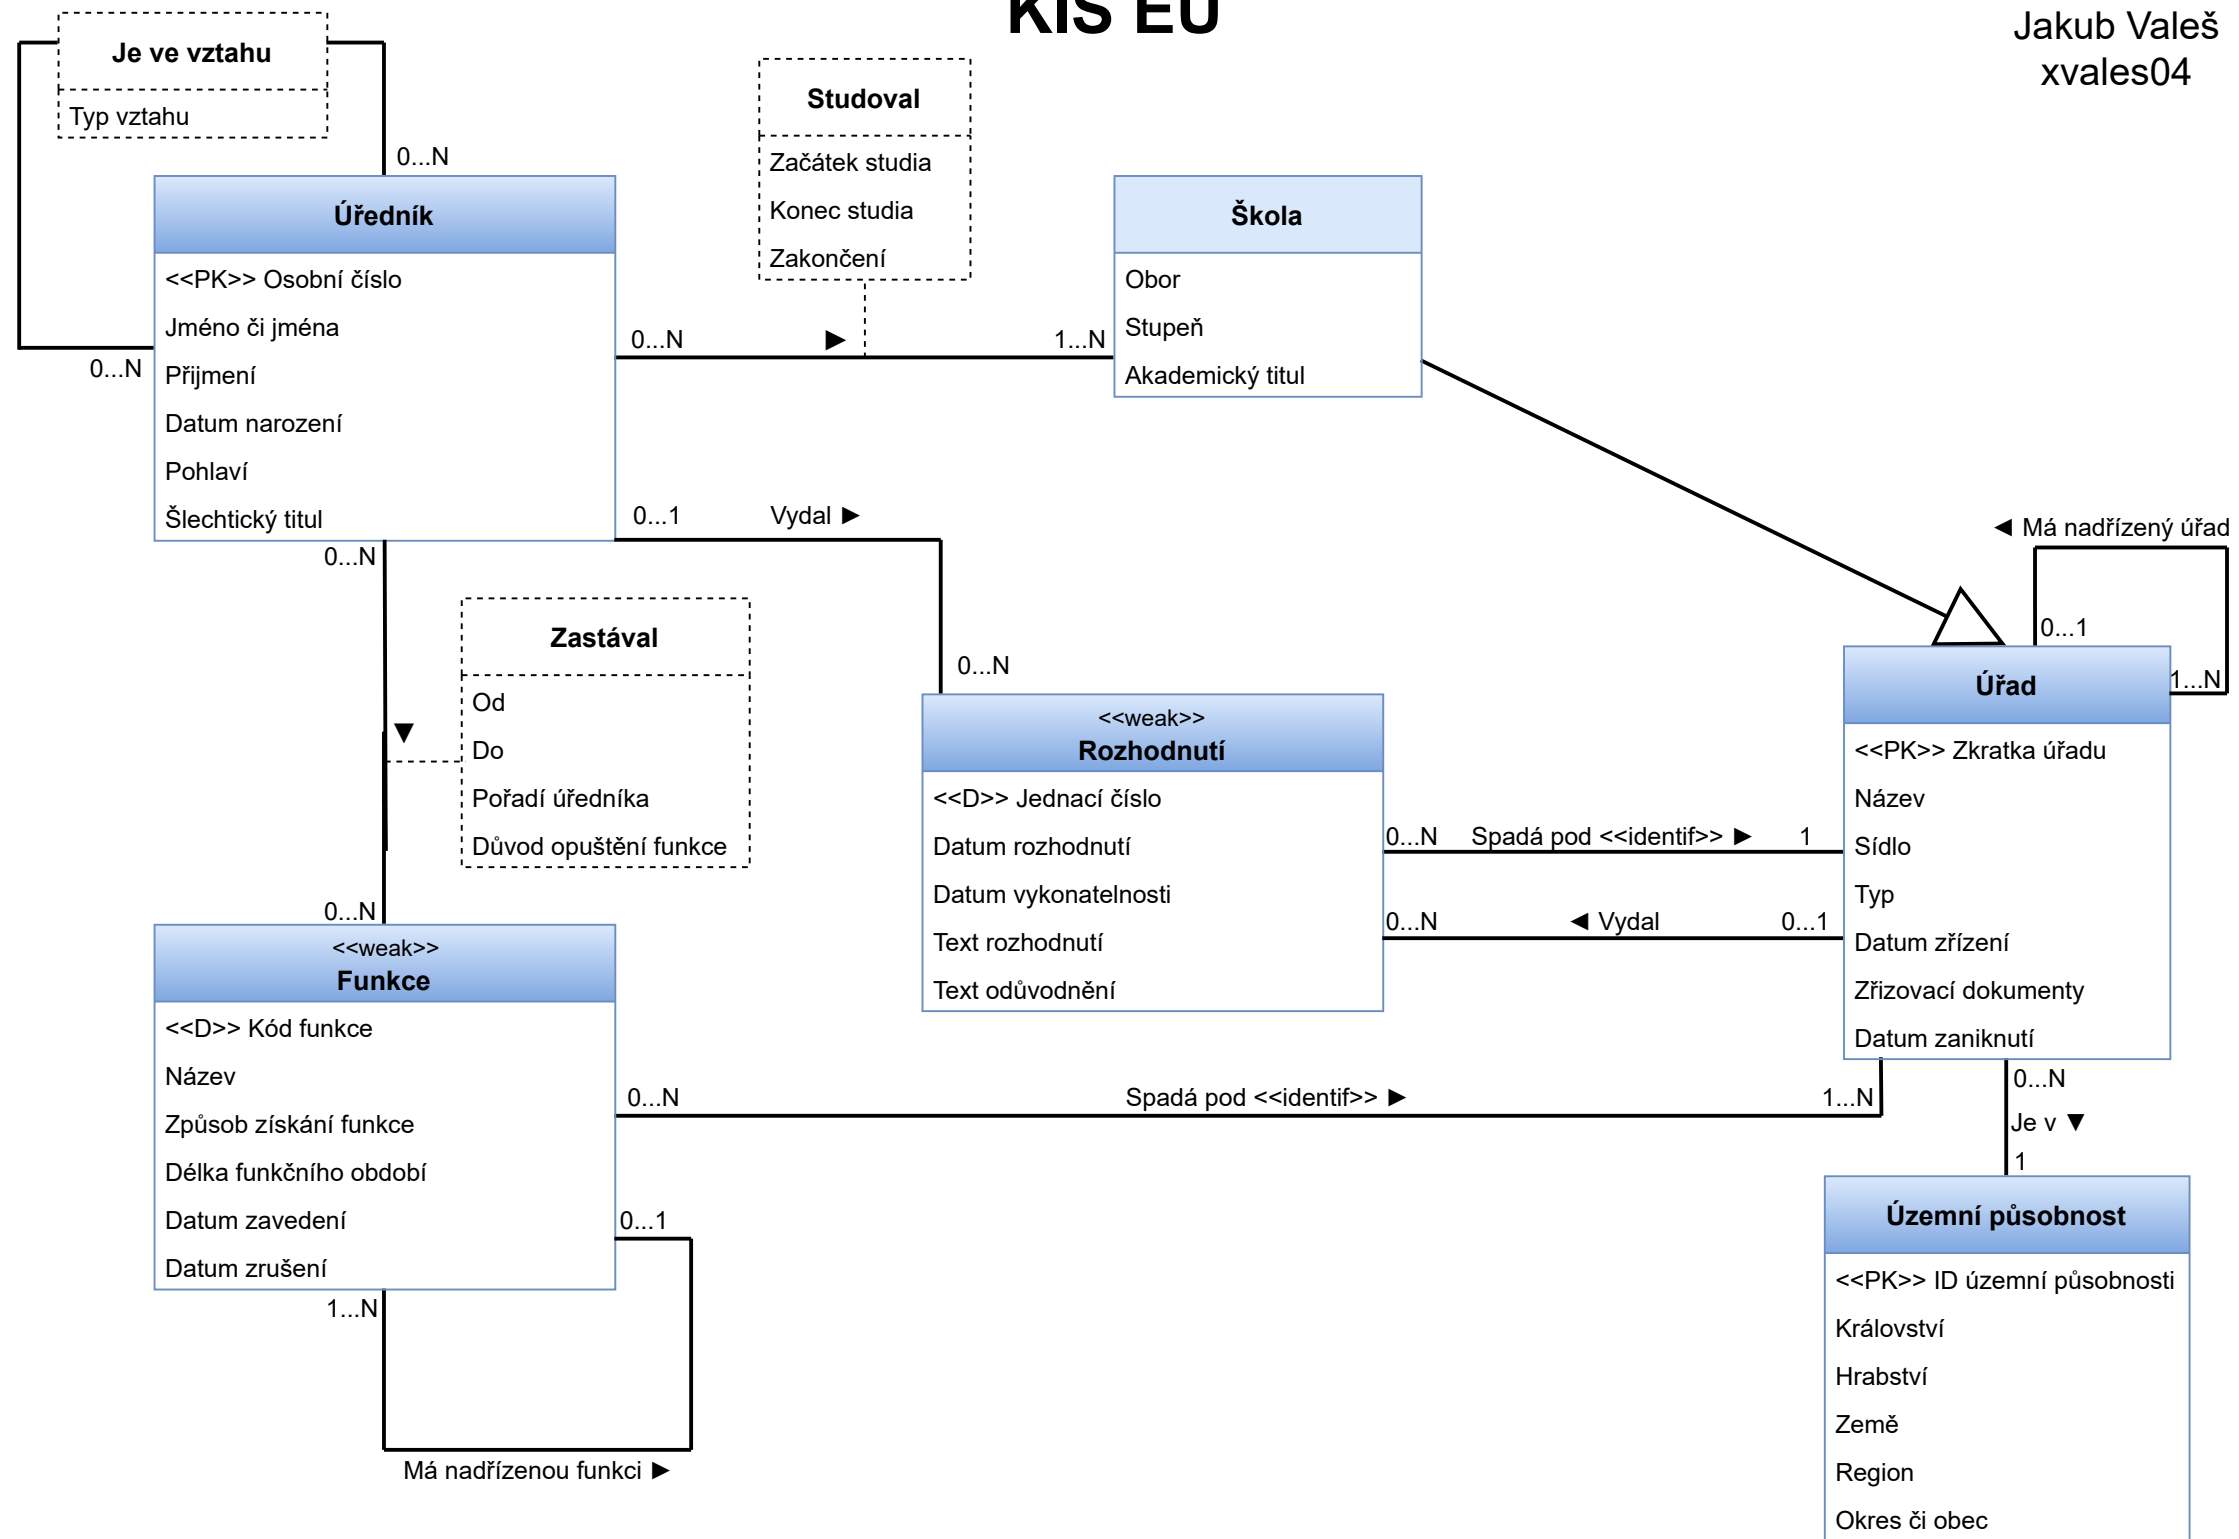 KIS EU
Jakub Valeš
xvales04
Je ve vztahu
Typ vztahu
0...N
0...N
Úředník
<<PK>> Osobní číslo
Jméno či jména
Přijmení
Datum narození
Pohlaví
Šlechtický titul
Studoval
Začátek studia
Konec studia
Zakončení
0...N ► 1...N
Škola
Obor
Stupeň
Akademický titul
0...1 Vydal ►
0...N
◄ Má nadřízený úřad
0...1
1...N
0...N
Zastával
Od
Do
Pořadí úředníka
Důvod opuštění funkce
▼
0...N
<<weak>>
Rozhodnutí
<<D>> Jednací číslo
Datum rozhodnutí
Datum vykonatelnosti
Text rozhodnutí
Text odůvodnění
0...N Spadá pod <<identif>> ► 1
0...N ◄ Vydal 0...1
Úřad
<<PK>> Zkratka úřadu
Název
Sídlo
Typ
Datum zřízení
Zřizovací dokumenty
Datum zaniknutí
<<weak>>
Funkce
<<D>> Kód funkce
Název
Způsob získání funkce
Délka funkčního období
Datum zavedení
Datum zrušení
0...N Spadá pod <<identif>> ► 1...N
0...1
1...N
Má nadřízenou funkci ►
0...N
Je v ▼
1
Územní působnost
<<PK>> ID územní působnosti
Království
Hrabství
Země
Region
Okres či obec